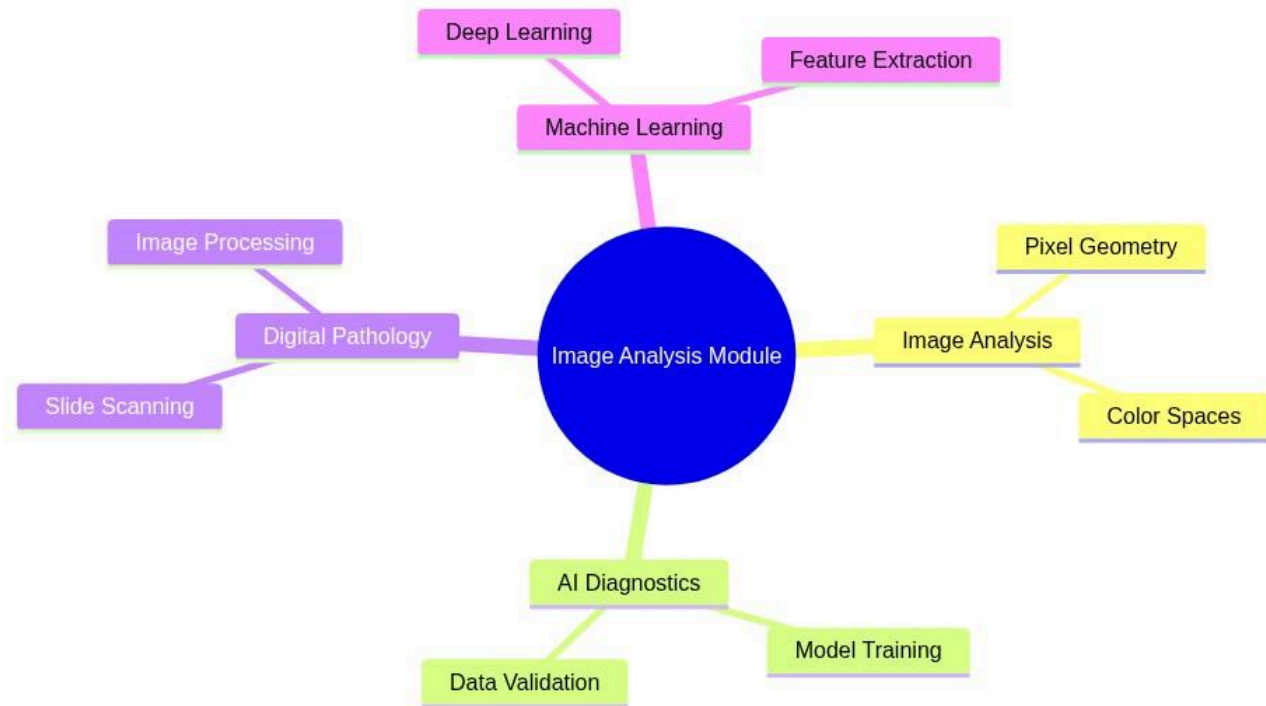 Deep Learning
Feature Extraction
Machine Learning
Image Processing
Pixel Geometry
Digital Pathology
Image Analysis Module
Image Analysis
Slide Scanning
Color Spaces
AI Diagnostics
Model Training
Data Validation